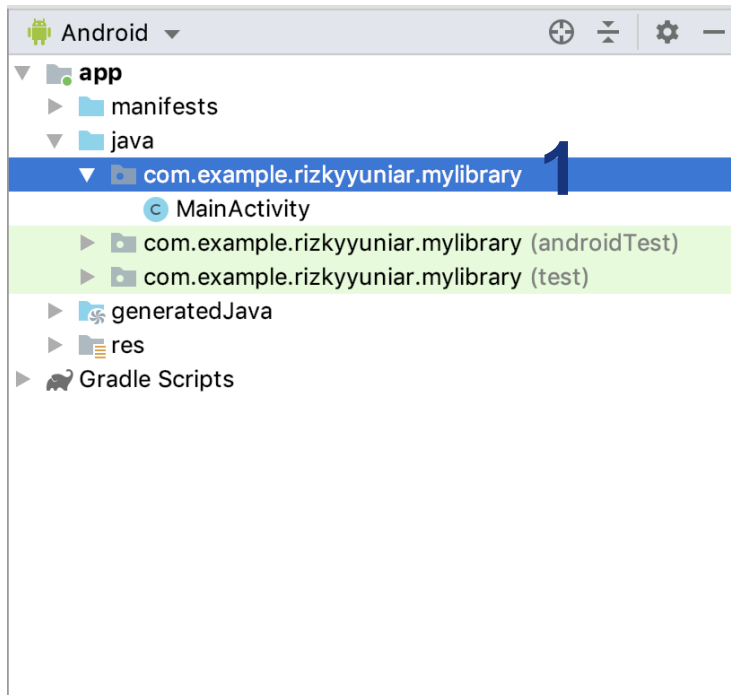 Android
app
manifests
java
com.example.rizkyyuniar.mylibrary 1
C MainActivity
com.example.rizkyyuniar.mylibrary (androidTest)
com.example.rizkyyuniar.mylibrary (test)
generatedJava
res
Gradle Scripts